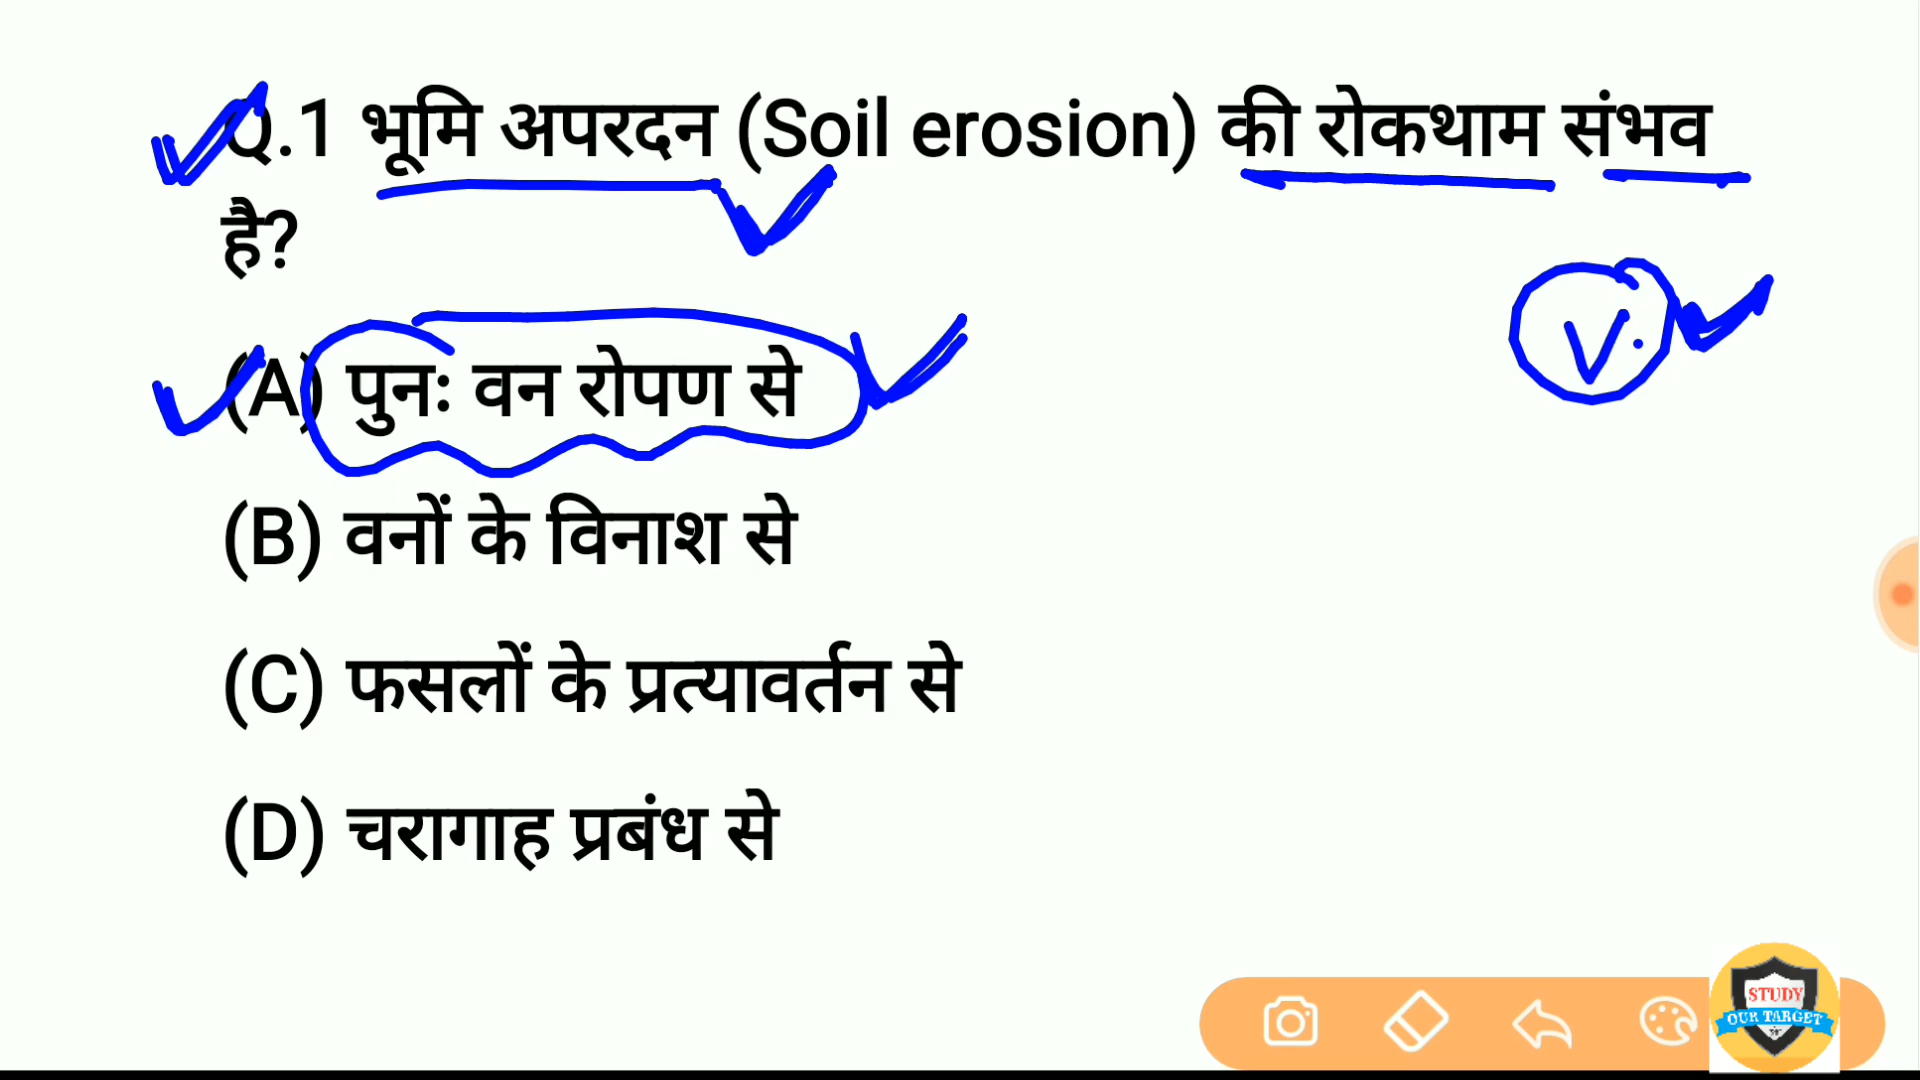 Q.1 भूमि अपरदन (Soil erosion) की रोकथाम संभव
है?
V.
(A) पुनः वन रोपण से
(B) वनों के विनाश से
(C) फसलों के प्रत्यावर्तन से
(D) चरागाह प्रबंध से
STUDY
OUR TARGET